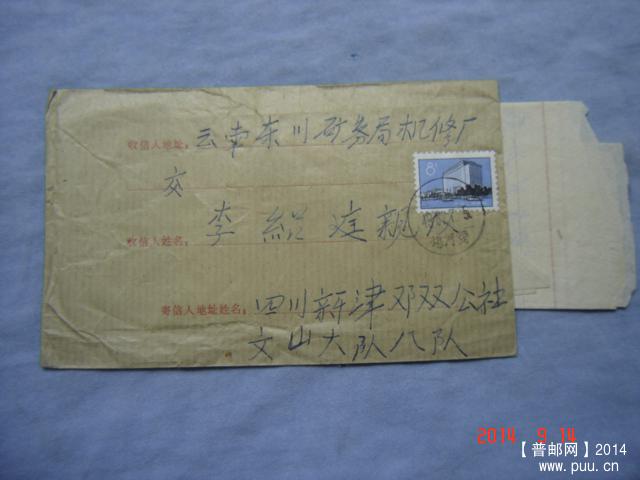 收信人地址: 云南东川矿务局机修厂
8
交
收信人姓名: 李绍廷亲收
寄信人地址姓名: 四川新津邓双公社
文山大队八队
2014 9 14
【普邮网】2014
www.puu.cn